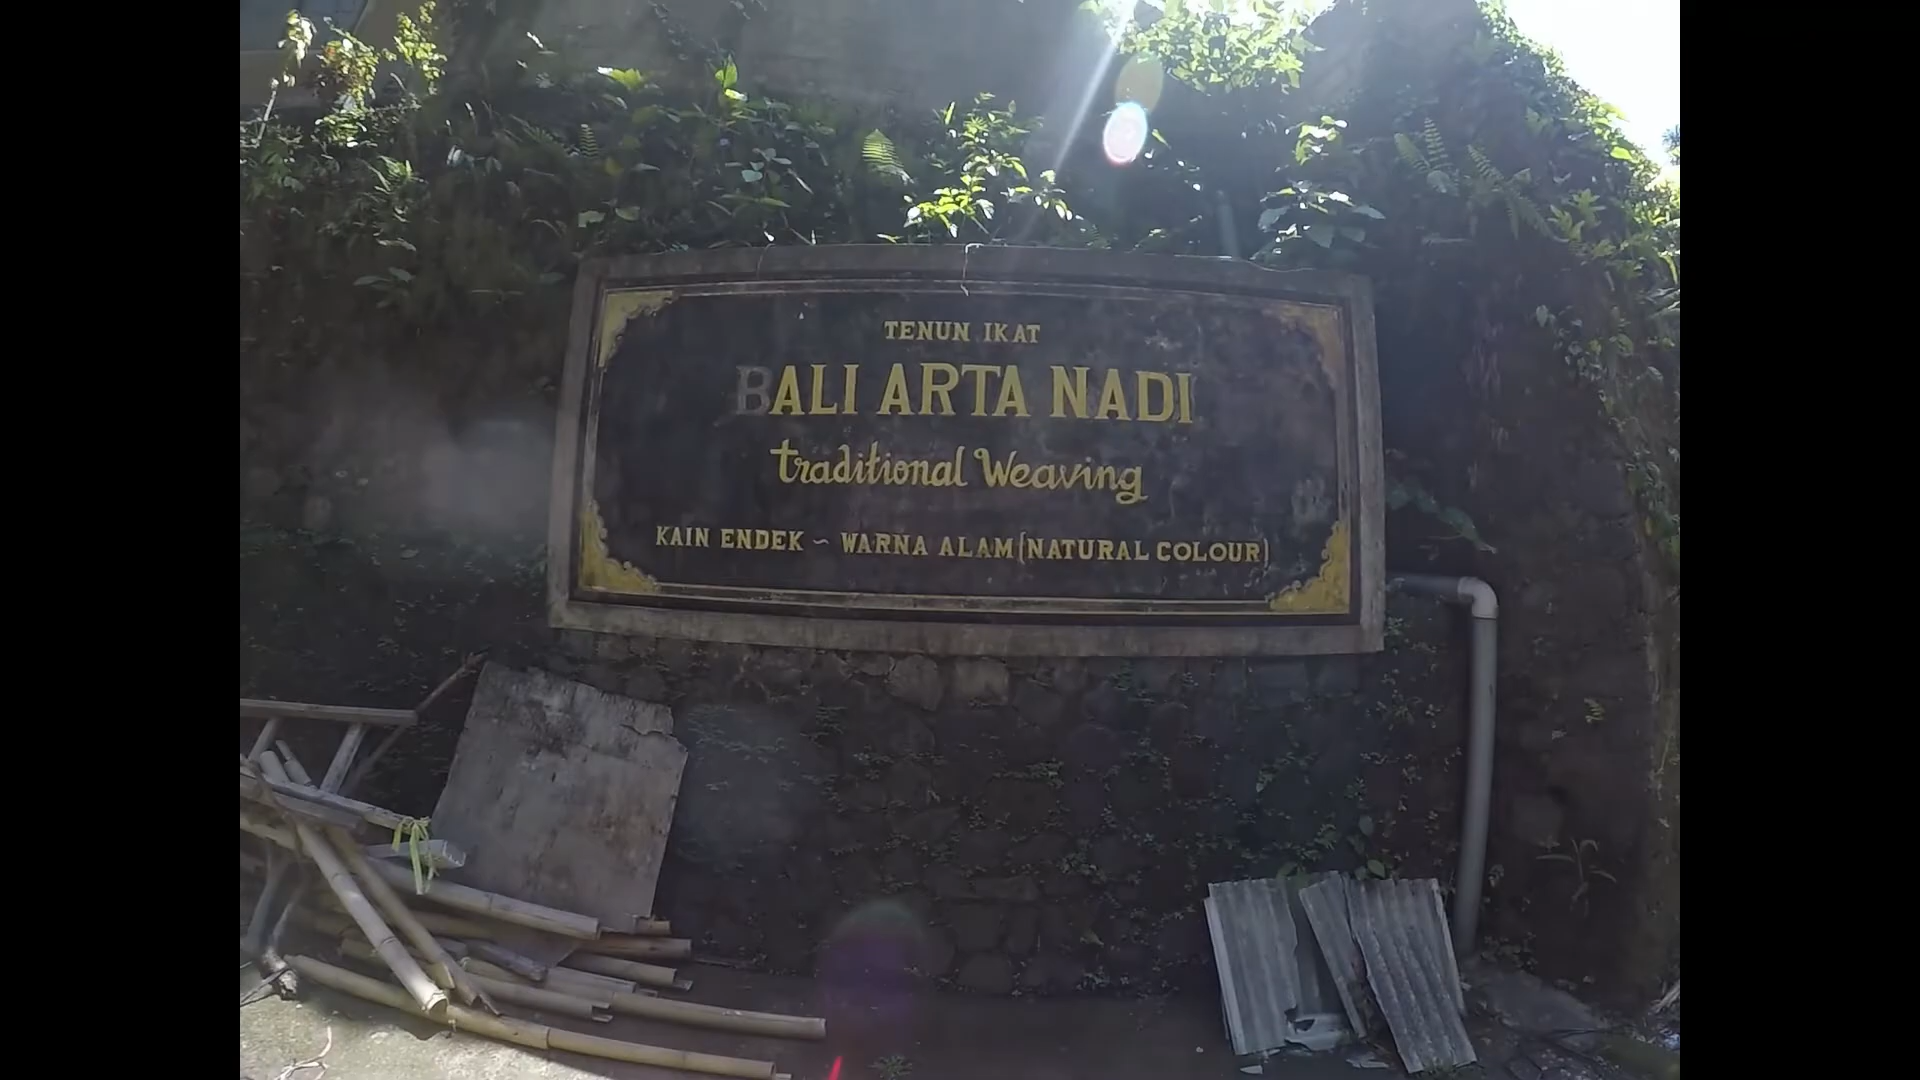 TENUN IKAT
BALI ARTA NADI
traditional Weaving
KAIN ENDEK ~ WARNA ALAM (NATURAL COLOUR)